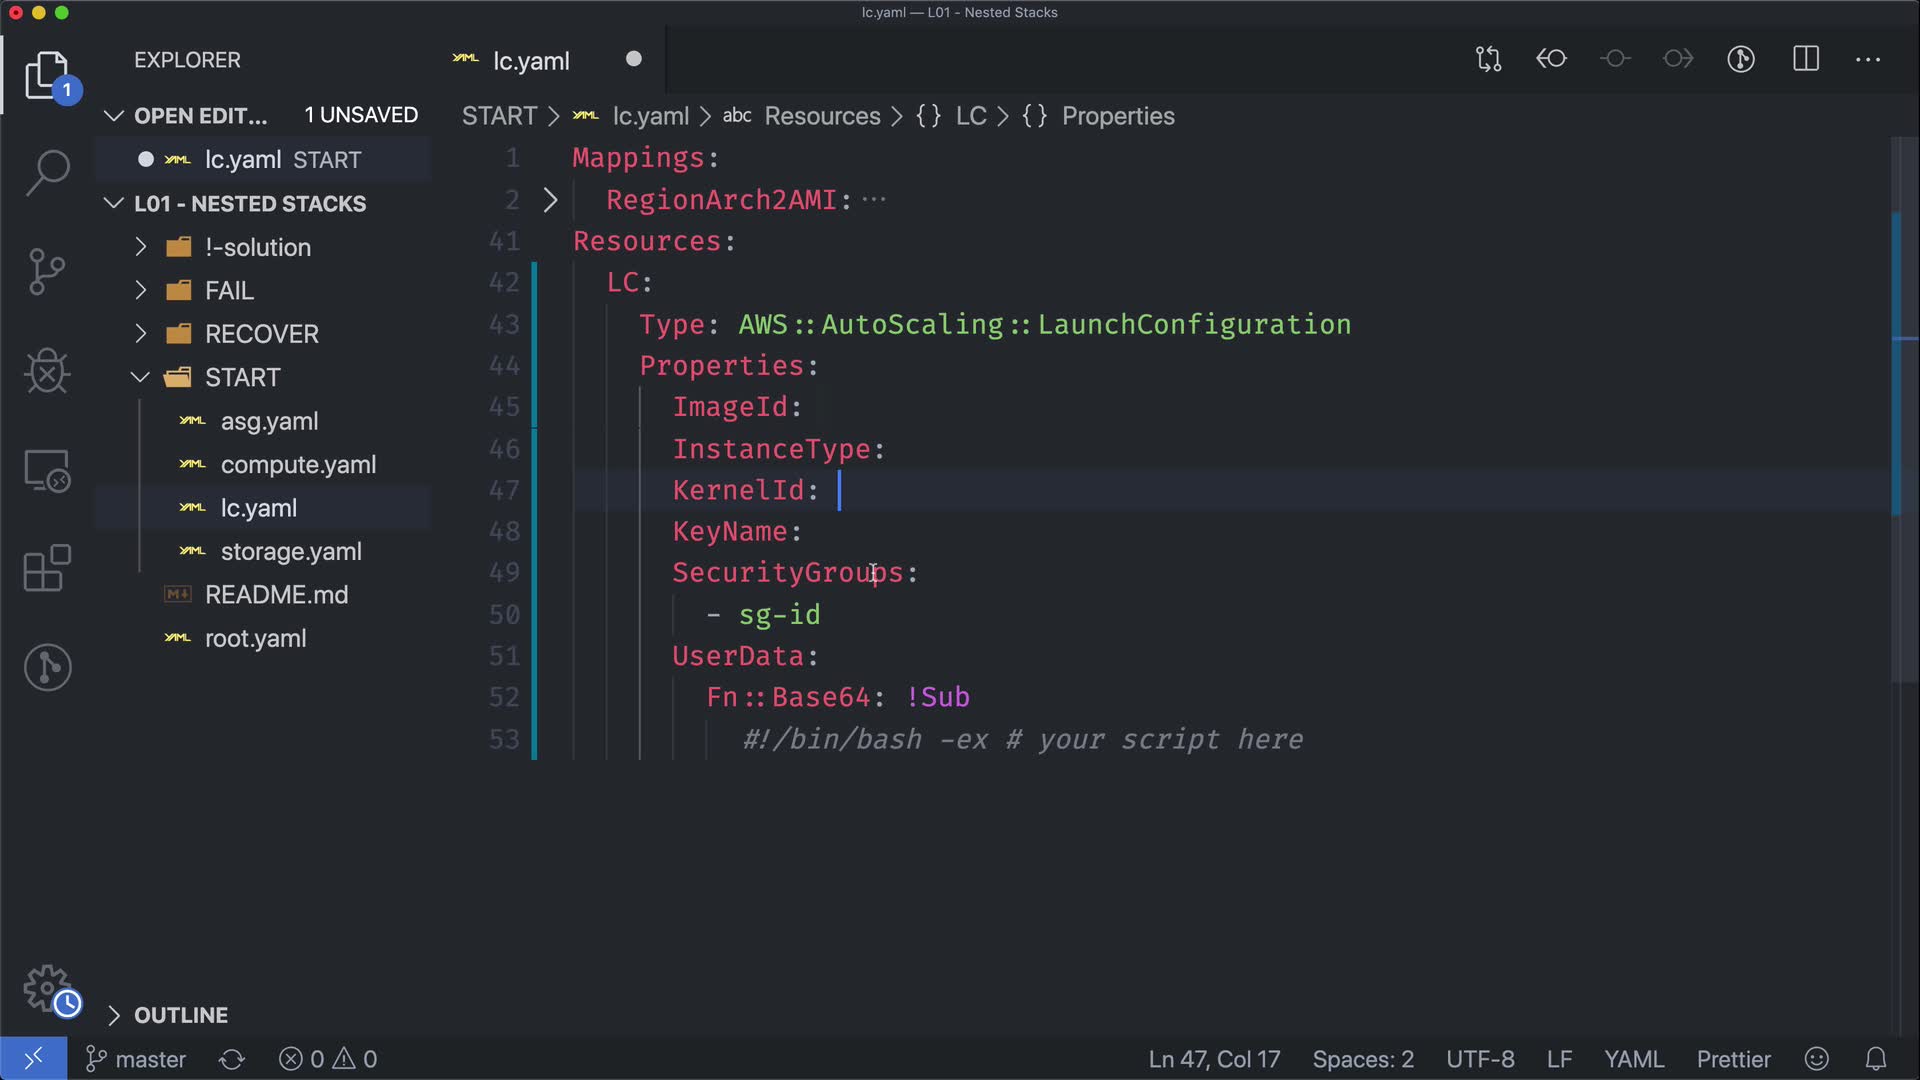 lc.yaml — L01 - Nested Stacks
EXPLORER
lc.yaml
1
OPEN EDIT... 1 UNSAVED
START > lc.yaml > abc Resources > {} LC > {} Properties
lc.yaml START
L01 - NESTED STACKS
!-solution
FAIL
RECOVER
START
asg.yaml
compute.yaml
lc.yaml
storage.yaml
README.md
root.yaml
OUTLINE
1 Mappings:
2 RegionArch2AMI: ...
41 Resources:
42 LC:
43 Type: AWS::AutoScaling::LaunchConfiguration
44 Properties:
45 ImageId:
46 InstanceType:
47 KernelId:
48 KeyName:
49 SecurityGroups:
50 - sg-id
51 UserData:
52 Fn::Base64: !Sub
53 #!/bin/bash -ex # your script here
master 0 0 Ln 47, Col 17 Spaces: 2 UTF-8 LF YAML Prettier